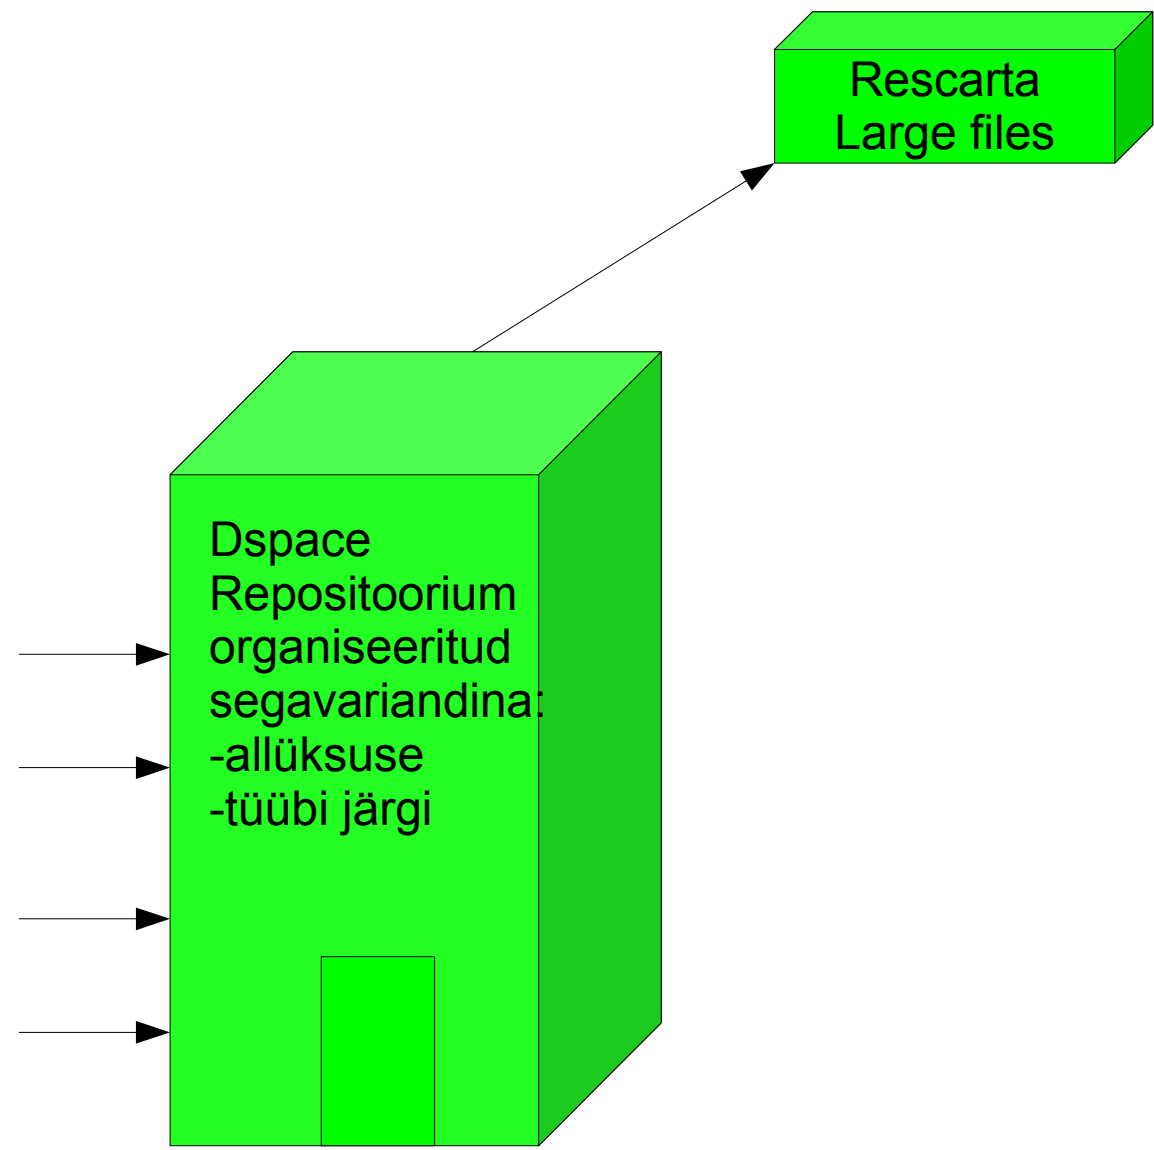 Rescarta
Large files
Dspace
Repositoorium
organiseeritud
segavariandina:
-allüksuse
-tüübi järgi